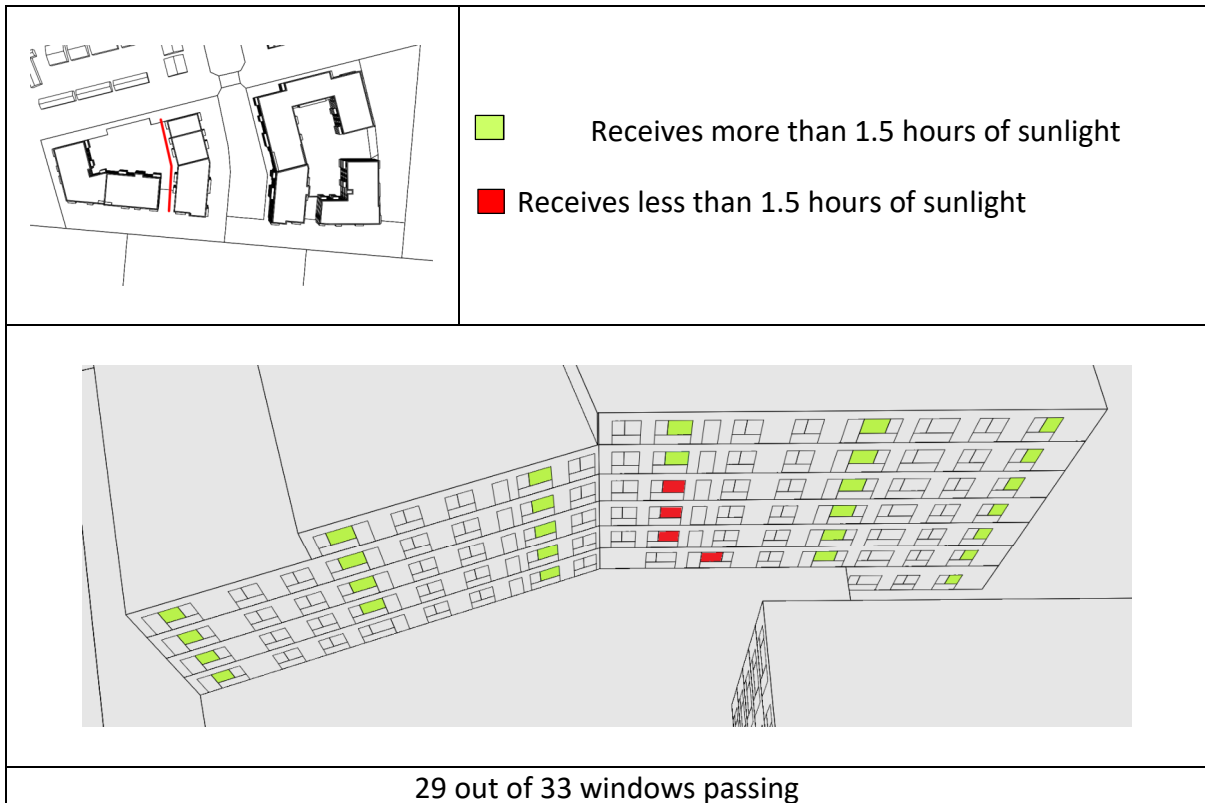 Receives more than 1.5 hours of sunlight
Receives less than 1.5 hours of sunlight
29 out of 33 windows passing